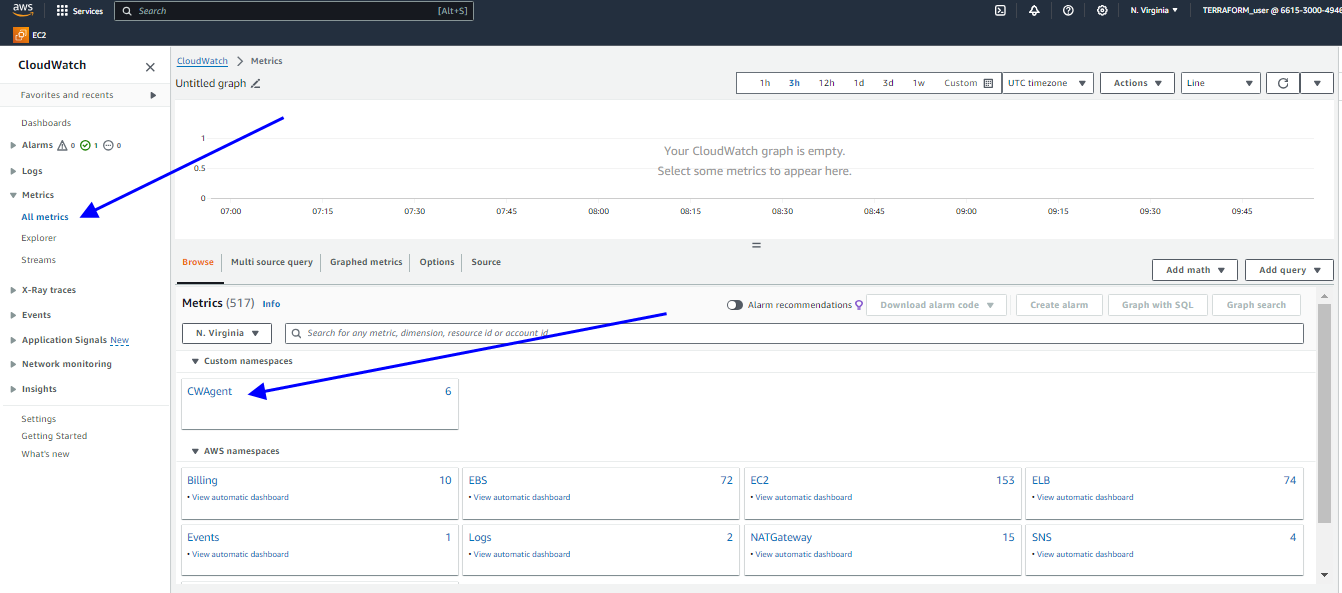 aws Services Search [Alt+S] N. Virginia TERRAFORM_user @ 6615-3000-494
EC2
CloudWatch
Favorites and recents
Dashboards
Alarms 0 1 0
Logs
Metrics
All metrics
Explorer
Streams
X-Ray traces
Events
Application Signals New
Network monitoring
Insights
Settings
Getting Started
What's new
CloudWatch Metrics
Untitled graph
1h 3h 12h 1d 3d 1w Custom UTC timezone Actions Line
1
0.5
0
Your CloudWatch graph is empty.
Select some metrics to appear here.
07:00 07:15 07:30 07:45 08:00 08:15 08:30 08:45 09:00 09:15 09:30 09:45
Browse Multi source query Graphed metrics Options Source
Add math Add query
Metrics (517) Info
Alarm recommendations Download alarm code Create alarm Graph with SQL Graph search
N. Virginia Search for any metric, dimension, resource id or account id
Custom namespaces
CWAgent 6
AWS namespaces
Billing 10 EBS 72 EC2 153 ELB 74
• View automatic dashboard • View automatic dashboard • View automatic dashboard • View automatic dashboard
Events 1 Logs 2 NATGateway 15 SNS 4
• View automatic dashboard • View automatic dashboard • View automatic dashboard • View automatic dashboard